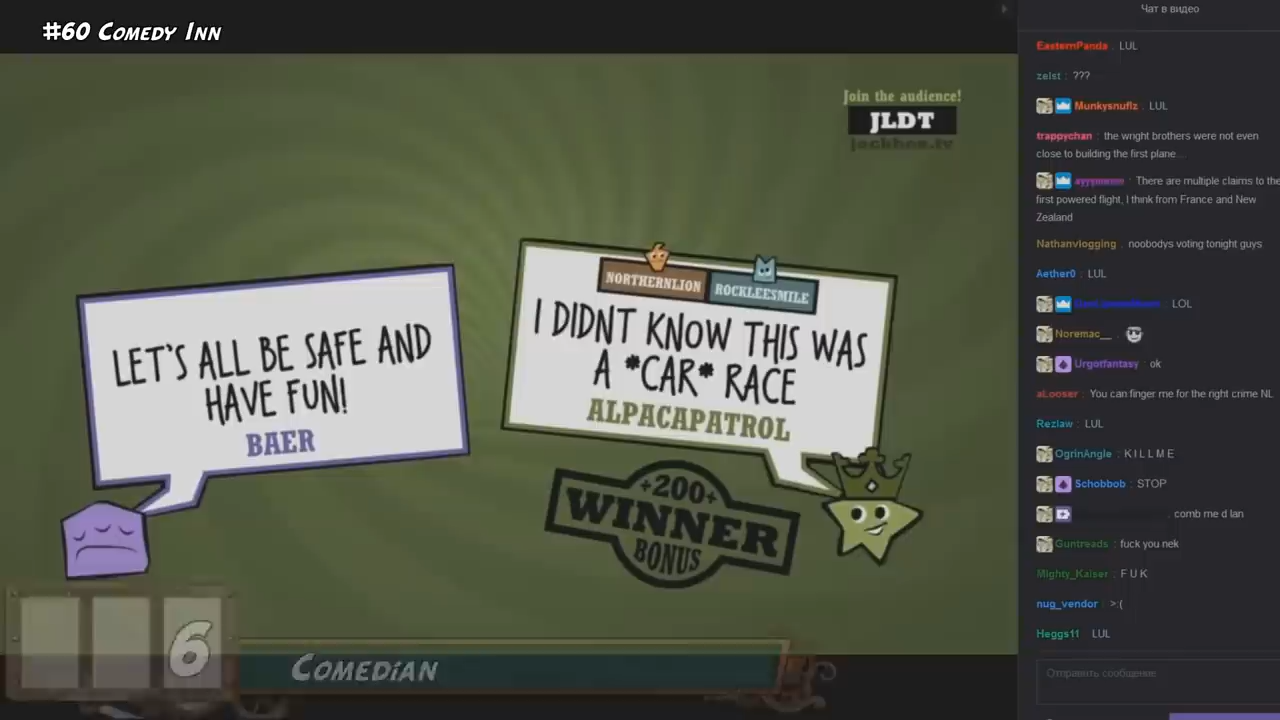 #60 COMEDY INN
Join the audience!
JLDT
jackbox.tv
LET'S ALL BE SAFE AND
HAVE FUN!
BAER
NORTHERNLION
ROCKLEESMILE
I DIDNT KNOW THIS WAS
A *CAR* RACE
ALPACAPATROL
+200+
WINNER
BONUS
6
COMEDIAN
Чат в видео
EasternPanda : LUL
zelst : ???
Munkysnuflz : LUL
trappychan : the wright brothers were not even
close to building the first plane...
: There are multiple claims to the
first powered flight, I think from France and New
Zealand
Nathanvlogging : noobodys voting tonight guys
Aether0 : LUL
: LOL
Noremac__ :
Urgotfantasy : ok
aLooser : You can finger me for the right crime NL
Rezlaw : LUL
OgrinAngle : K I L L M E
Schobbob : STOP
: comb me d lan
Guntreads : fuck you nek
Mighty_Kaiser : F U K
nug_vendor : >:(
Heggs11 LUL
Отправить сообщение